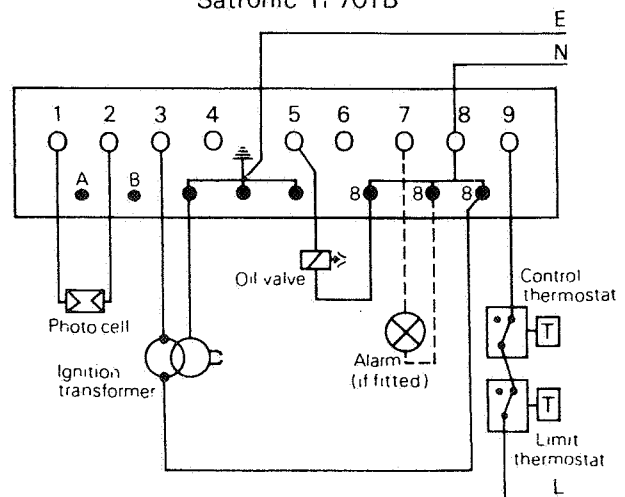 Satronic TF 701B
E
N
1 2 3 4 5 6 7 8 9
A B
8 8 8
Oil valve
Control
thermostat
T
Photo cell
Ignition
transformer
Alarm
(if fitted)
T
Limit
thermostat
L